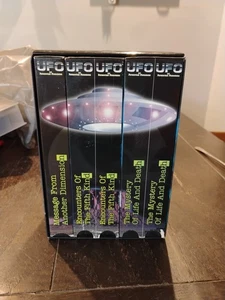 UFO
UFO
UFO
UFO
UFO
Message From
Another Dimension
Encounters Of
The Fifth Kind
Encounters Of
The Fifth Kind
The Mystery
Of Life And Death
The Mystery
Of Life And Death